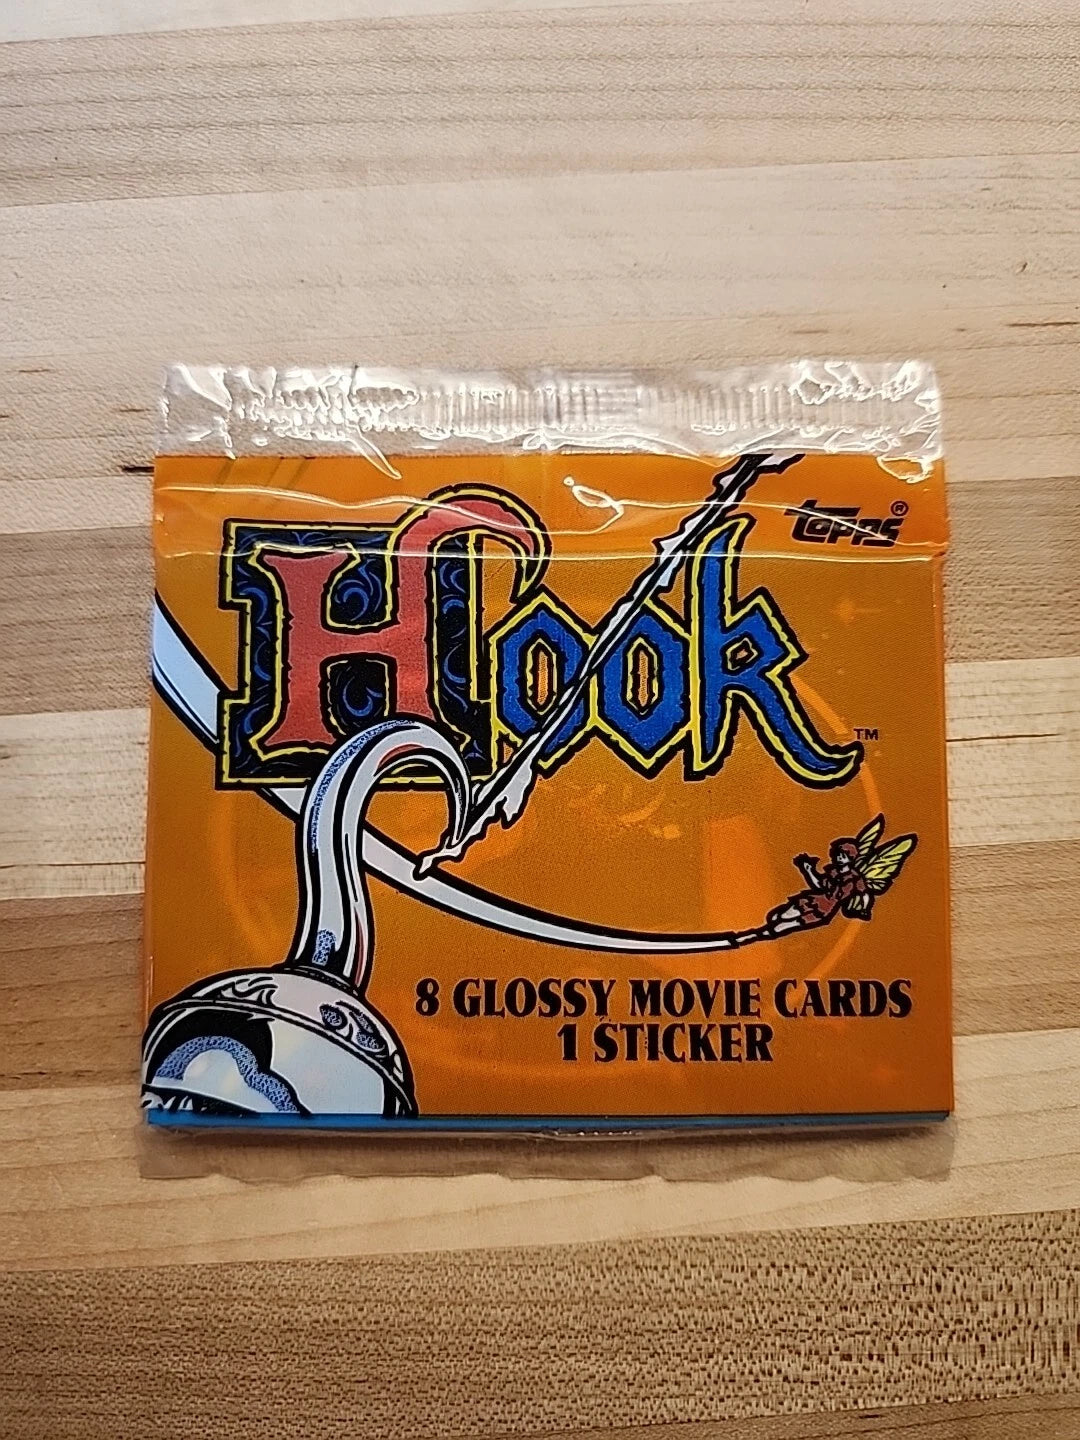 topps®
Hook™
8 GLOSSY MOVIE CARDS
1 STICKER